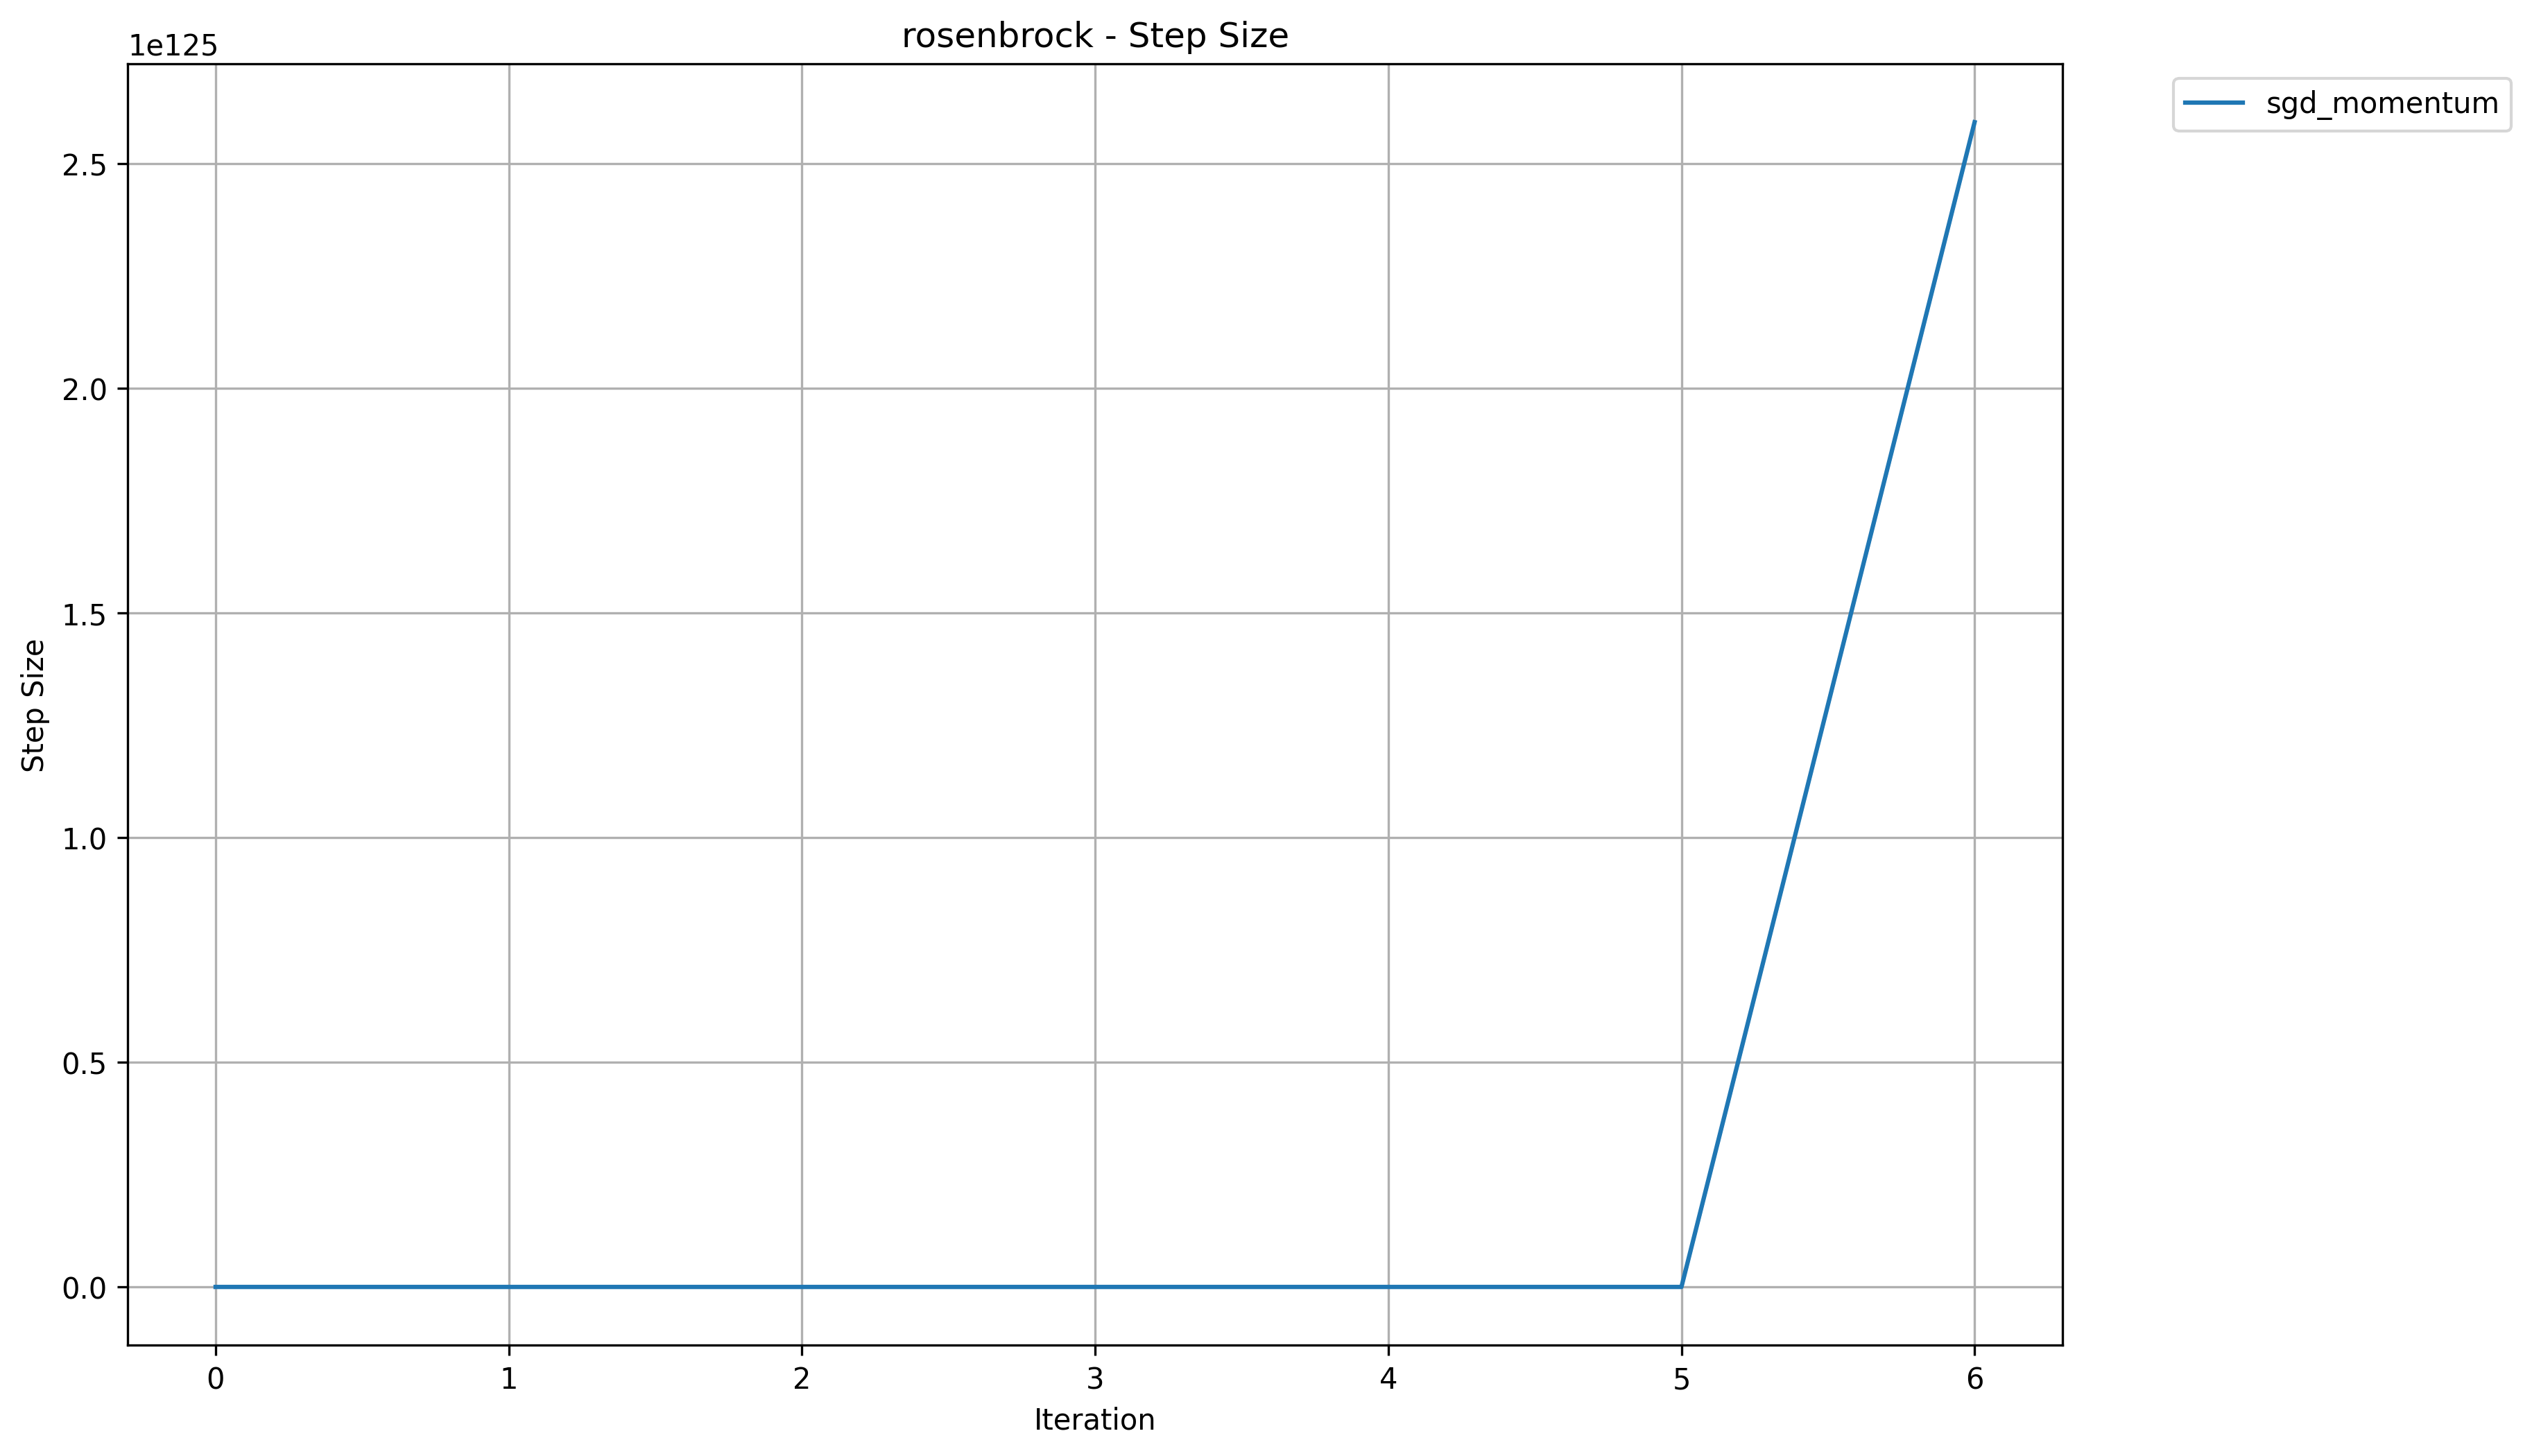 rosenbrock - Step Size
1e125
sgd_momentum
2.5
2.0
1.5
1.0
0.5
0.0
Step Size
0 1 2 3 4 5 6
Iteration